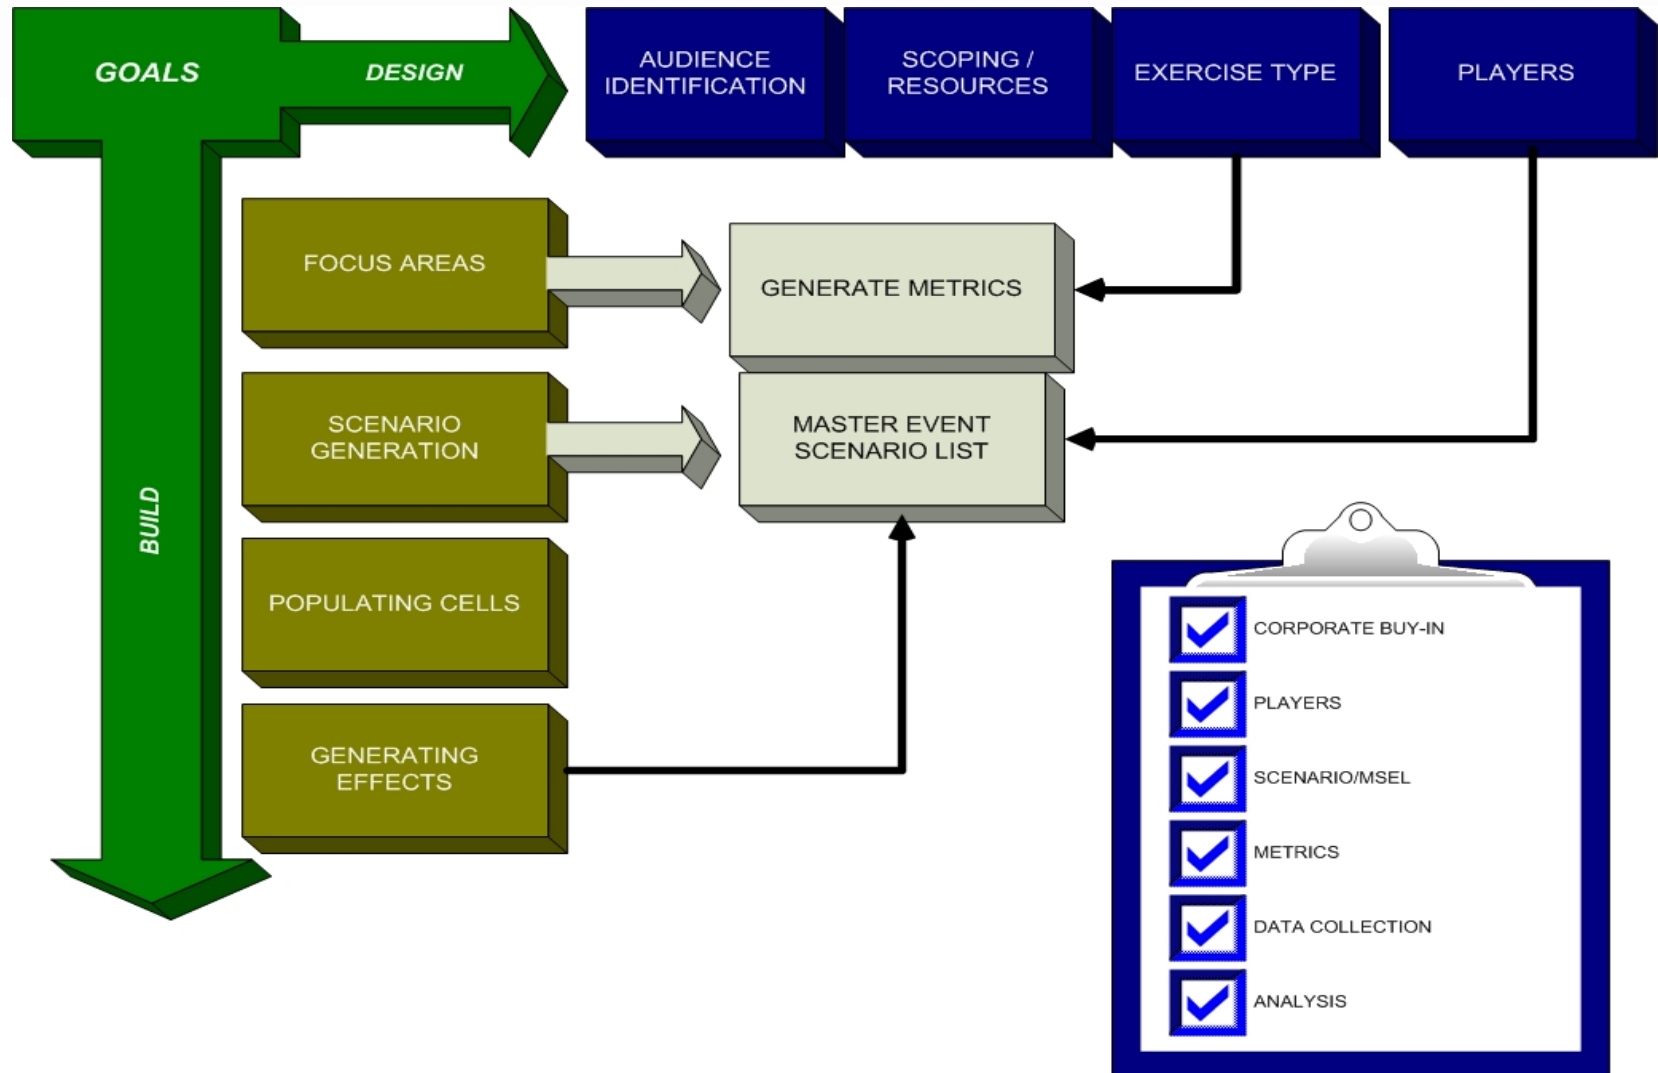 GOALS
DESIGN
AUDIENCE
IDENTIFICATION
SCOPING /
RESOURCES
EXERCISE TYPE
PLAYERS
FOCUS AREAS
GENERATE METRICS
SCENARIO
GENERATION
MASTER EVENT
SCENARIO LIST
BUILD
POPULATING CELLS
GENERATING
EFFECTS
CORPORATE BUY-IN
PLAYERS
SCENARIO/MSEL
METRICS
DATA COLLECTION
ANALYSIS